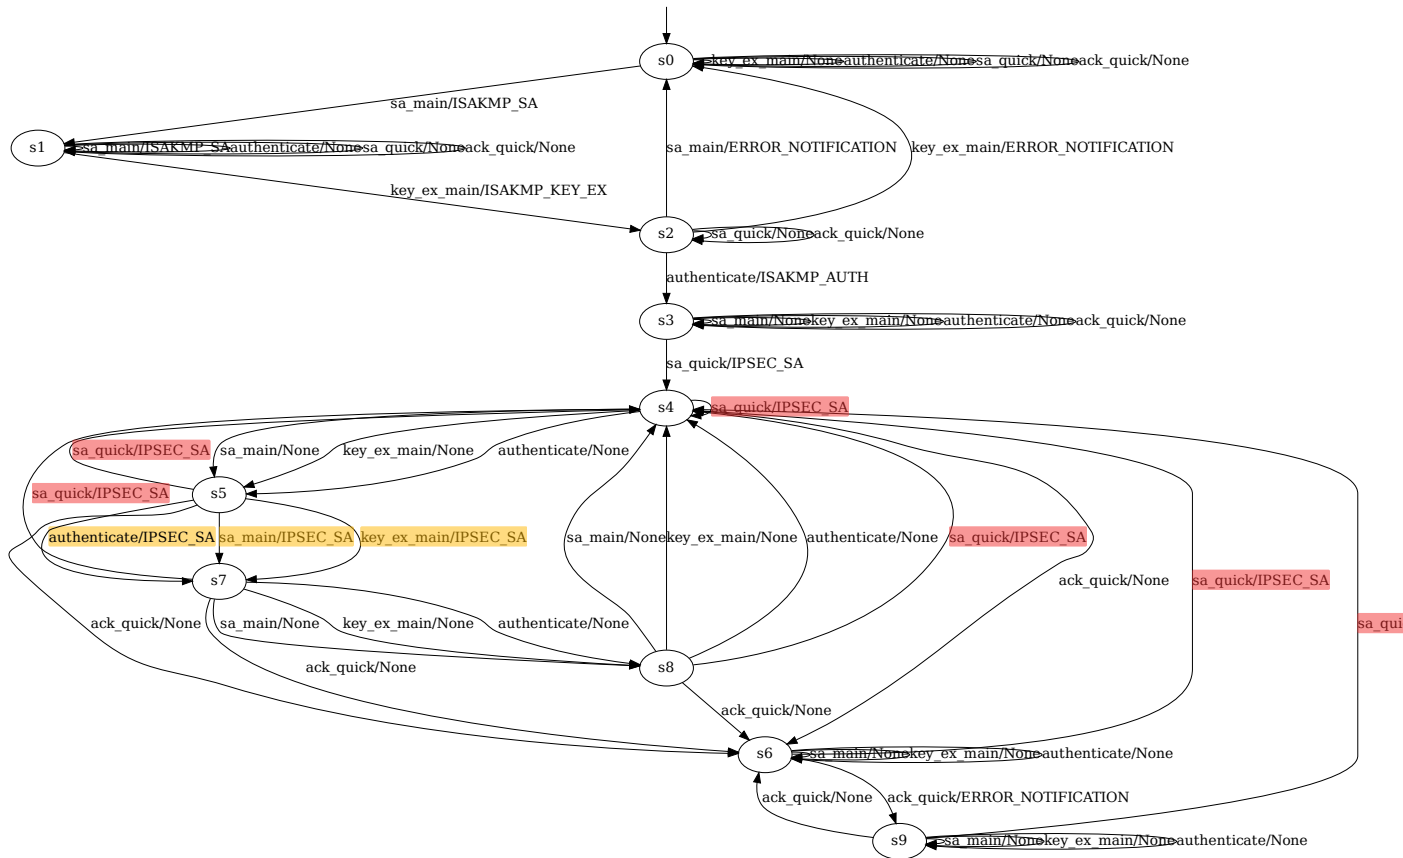 s0
key_ex_main/None
authenticate/None
sa_quick/None
ack_quick/None
sa_main/ISAKMP_SA
s1
sa_main/ISAKMP_SA
authenticate/None
sa_quick/None
ack_quick/None
sa_main/ERROR_NOTIFICATION
key_ex_main/ERROR_NOTIFICATION
key_ex_main/ISAKMP_KEY_EX
s2
sa_quick/None
ack_quick/None
authenticate/ISAKMP_AUTH
s3
sa_main/None
key_ex_main/None
authenticate/None
ack_quick/None
sa_quick/IPSEC_SA
s4
sa_quick/IPSEC_SA
sa_quick/IPSEC_SA
sa_main/None
key_ex_main/None
authenticate/None
sa_quick/IPSEC_SA
s5
authenticate/IPSEC_SA
sa_main/IPSEC_SA
key_ex_main/IPSEC_SA
sa_main/None
key_ex_main/None
authenticate/None
sa_quick/IPSEC_SA
s7
ack_quick/None
sa_quick/IPSEC_SA
ack_quick/None
sa_main/None
key_ex_main/None
authenticate/None
sa_qui
ack_quick/None
s8
ack_quick/None
s6
sa_main/None
key_ex_main/None
authenticate/None
ack_quick/None
ack_quick/ERROR_NOTIFICATION
s9
sa_main/None
key_ex_main/None
authenticate/None